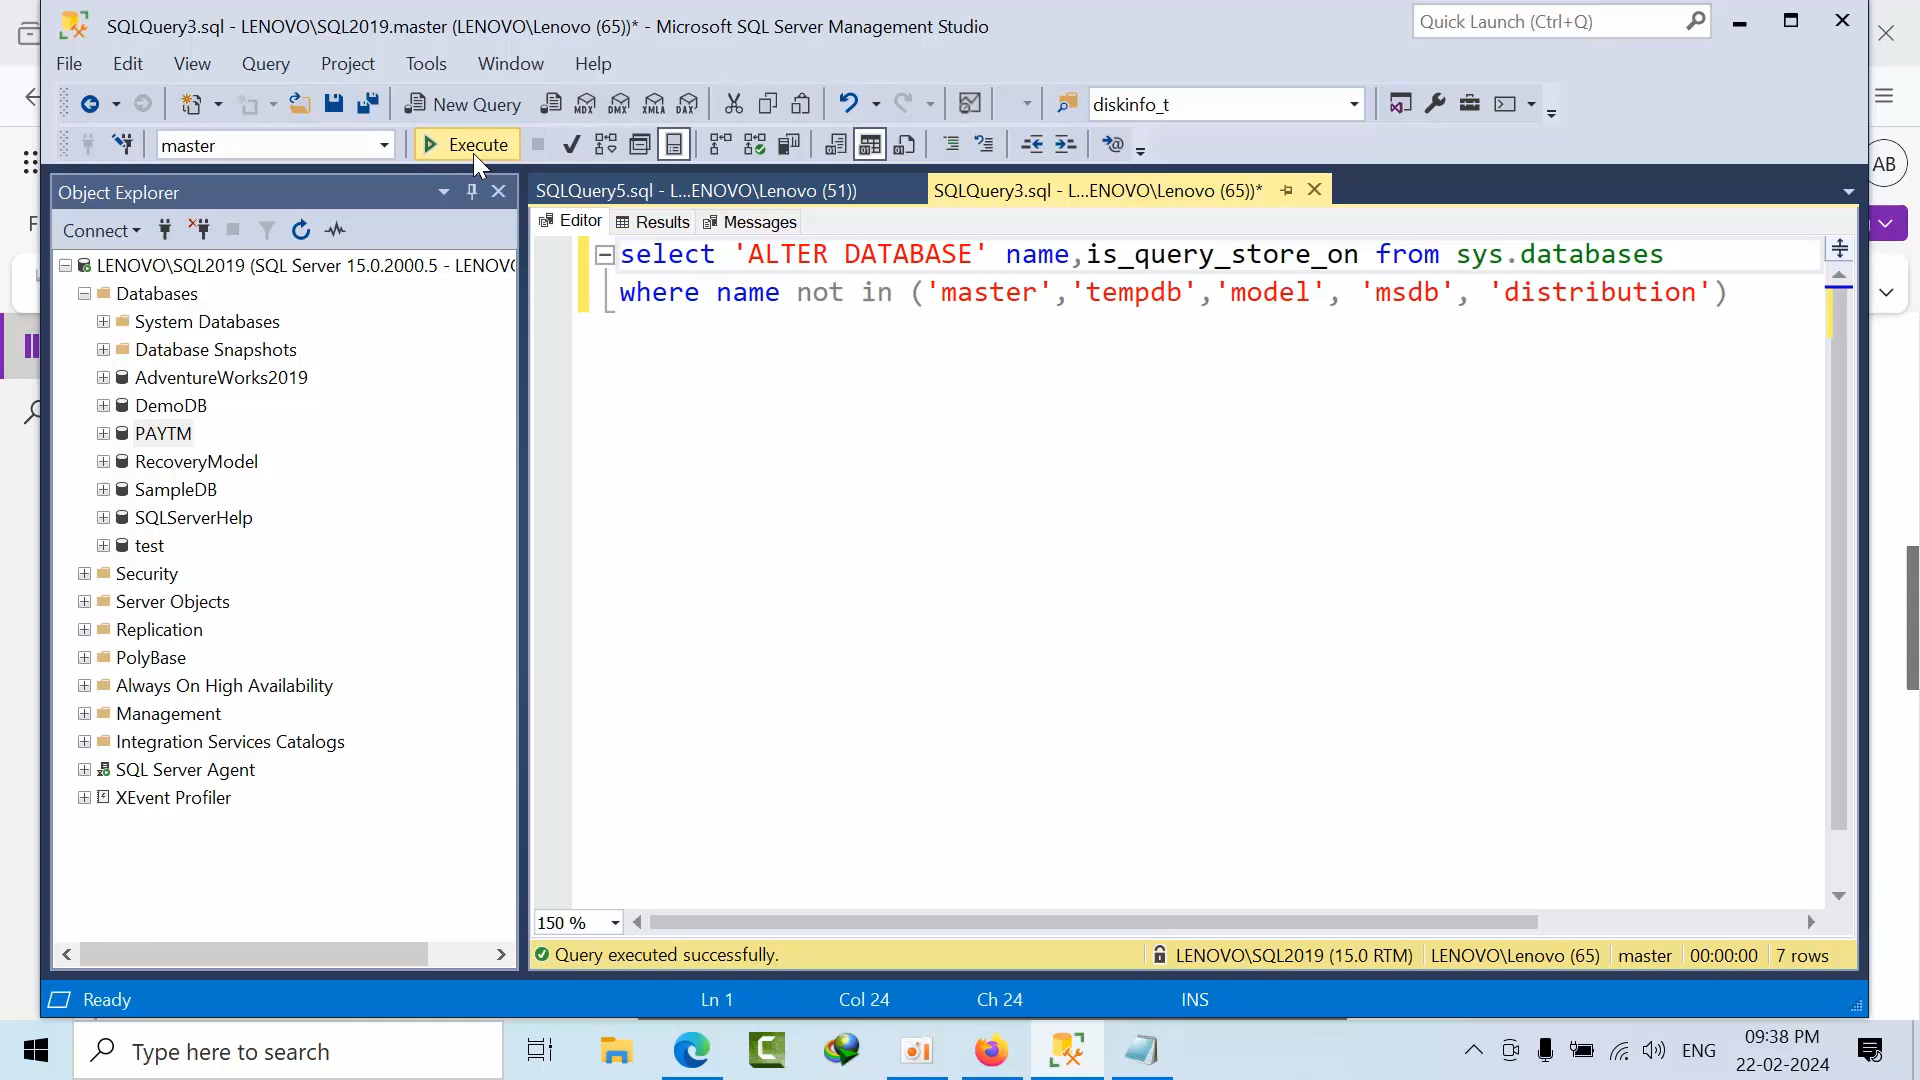 SQLQuery3.sql - LENOVO\SQL2019.master (LENOVO\Lenovo (65))* - Microsoft SQL Server Management Studio
Quick Launch (Ctrl+Q)
File Edit View Query Project Tools Window Help
New Query
MDX DMX XMLA DAX
diskinfo_t
master
Execute
AB
Object Explorer
SQLQuery5.sql - L...ENOVO\Lenovo (51))
SQLQuery3.sql - L...ENOVO\Lenovo (65))*
Connect
Editor Results Messages
select 'ALTER DATABASE' name,is_query_store_on from sys.databases
where name not in ('master','tempdb','model', 'msdb', 'distribution')
LENOVO\SQL2019 (SQL Server 15.0.2000.5 - LENOV
Databases
System Databases
Database Snapshots
AdventureWorks2019
DemoDB
PAYTM
RecoveryModel
SampleDB
SQLServerHelp
test
Security
Server Objects
Replication
PolyBase
Always On High Availability
Management
Integration Services Catalogs
SQL Server Agent
XEvent Profiler
150 %
Query executed successfully.
LENOVO\SQL2019 (15.0 RTM) LENOVO\Lenovo (65) master 00:00:00 7 rows
Ready Ln 1 Col 24 Ch 24 INS
Type here to search
ENG
09:38 PM
22-02-2024